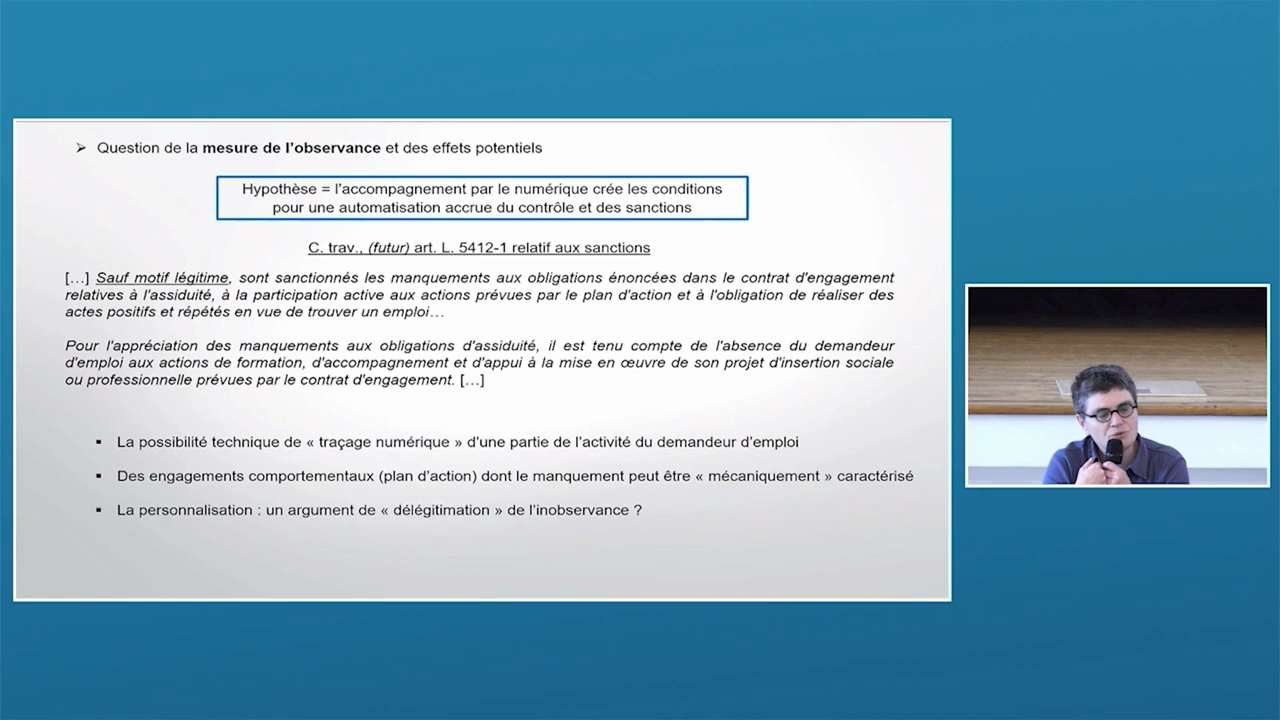 ➢ Question de la mesure de l'observance et des effets potentiels
Hypothèse = l'accompagnement par le numérique crée les conditions
pour une automatisation accrue du contrôle et des sanctions
C. trav., (futur) art. L. 5412-1 relatif aux sanctions
[…] Sauf motif légitime, sont sanctionnés les manquements aux obligations énoncées dans le contrat d'engagement
relatives à l'assiduité, à la participation active aux actions prévues par le plan d'action et à l'obligation de réaliser des
actes positifs et répétés en vue de trouver un emploi…
Pour l'appréciation des manquements aux obligations d'assiduité, il est tenu compte de l'absence du demandeur
d'emploi aux actions de formation, d'accompagnement et d'appui à la mise en œuvre de son projet d'insertion sociale
ou professionnelle prévues par le contrat d'engagement. […]
▪ La possibilité technique de « traçage numérique » d'une partie de l'activité du demandeur d'emploi
▪ Des engagements comportementaux (plan d'action) dont le manquement peut être « mécaniquement » caractérisé
▪ La personnalisation : un argument de « délégitimation » de l'inobservance ?